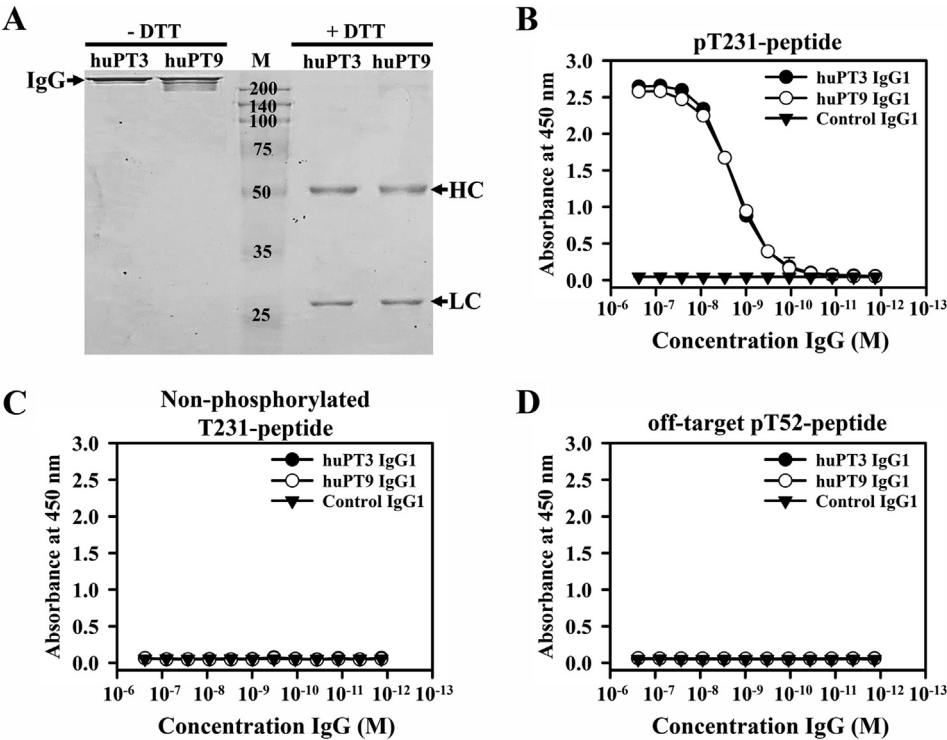 A
- DTT + DTT
huPT3 huPT9 M huPT3 huPT9
IgG
200
140
100
75
50
35
25
HC
LC
B
pT231-peptide
huPT3 IgG1
huPT9 IgG1
Control IgG1
Absorbance at 450 nm
3.0
2.5
2.0
1.5
1.0
0.5
0.0
10-6 10-7 10-8 10-9 10-10 10-11 10-12 10-13
Concentration IgG (M)
C
Non-phosphorylated
T231-peptide
huPT3 IgG1
huPT9 IgG1
Control IgG1
Absorbance at 450 nm
3.0
2.5
2.0
1.5
1.0
0.5
0.0
10-6 10-7 10-8 10-9 10-10 10-11 10-12 10-13
Concentration IgG (M)
D
off-target pT52-peptide
huPT3 IgG1
huPT9 IgG1
Control IgG1
Absorbance at 450 nm
3.0
2.5
2.0
1.5
1.0
0.5
0.0
10-6 10-7 10-8 10-9 10-10 10-11 10-12 10-13
Concentration IgG (M)